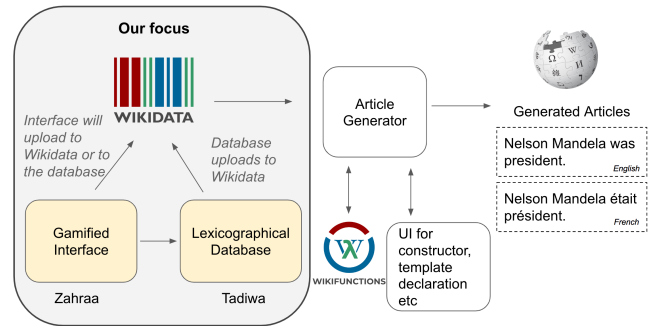 Our focus
WIKIDATA
Interface will
upload to
Wikidata or to
the database
Database
uploads to
Wikidata
Gamified
Interface
Lexicographical
Database
Zahraa
Tadiwa
Article
Generator
WIKIFUNCTIONS
UI for
constructor,
template
declaration
etc
Ω
W
И
Generated Articles
Nelson Mandela was
president.
English
Nelson Mandela était
président.
French